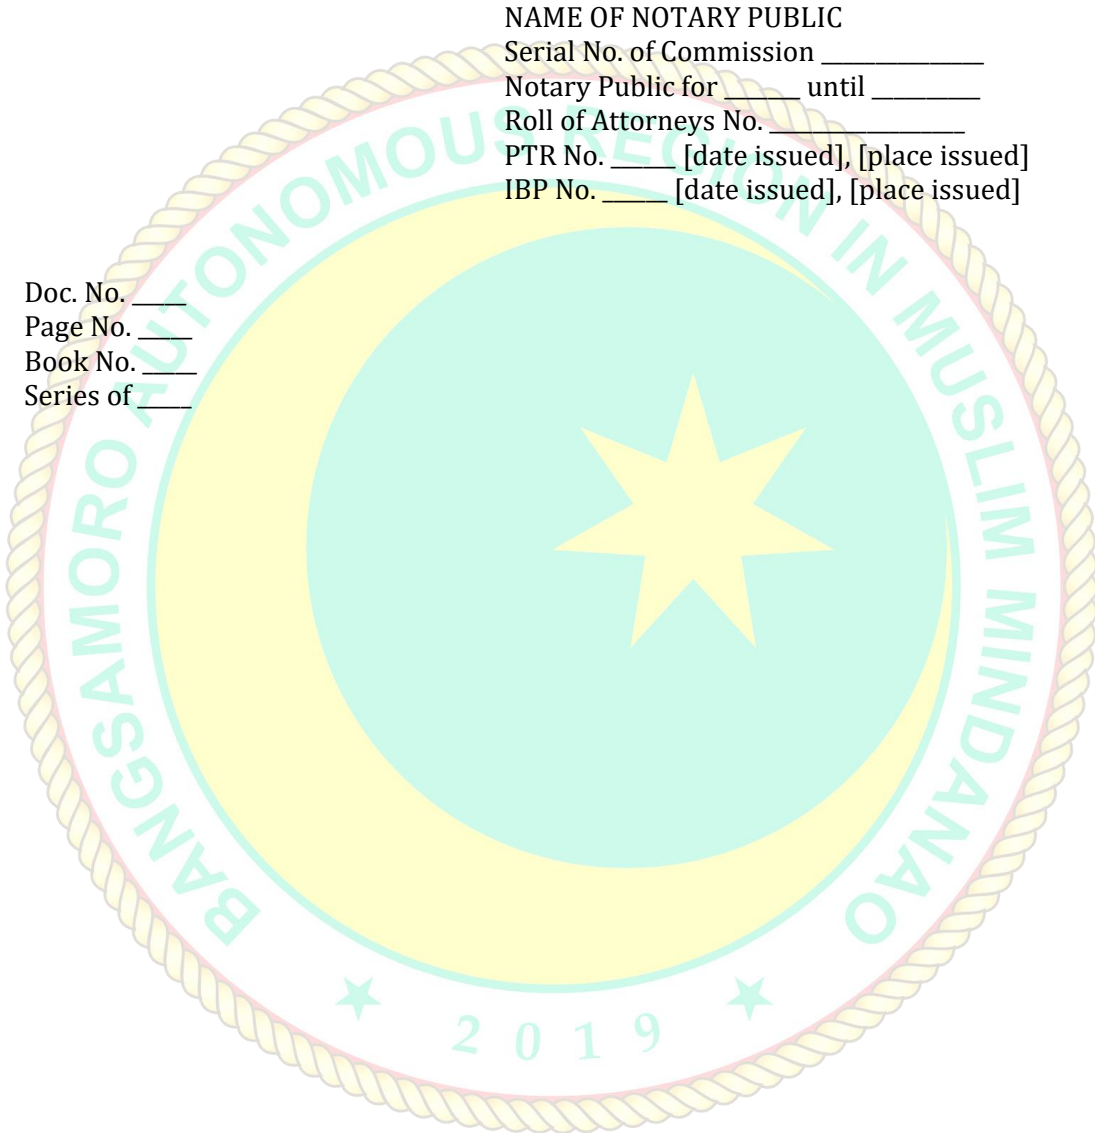 NAME OF NOTARY PUBLIC
Serial No. of Commission _______________
Notary Public for _______ until __________
Roll of Attorneys No. __________________
PTR No. ______ [date issued], [place issued]
IBP No. ______ [date issued], [place issued]
Doc. No. _____
Page No. _____
Book No. _____
Series of _____
BANGSAMORO AUTONOMOUS REGION IN MUSLIM MINDANAO
2019